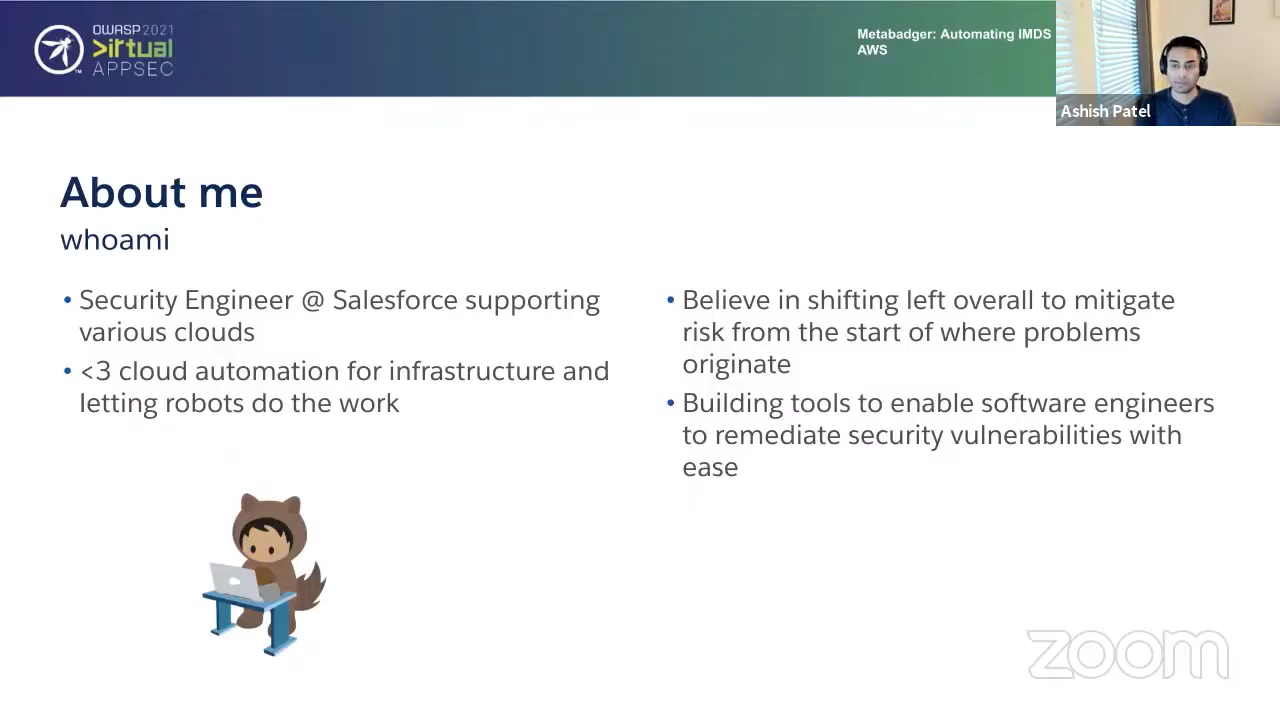 OWASP 2021
>irtual
APPSEC
TM
Metabadger: Automating IMDS
AWS
Ashish Patel
About me
whoami
• Security Engineer @ Salesforce supporting
various clouds
• <3 cloud automation for infrastructure and
letting robots do the work
• Believe in shifting left overall to mitigate
risk from the start of where problems
originate
• Building tools to enable software engineers
to remediate security vulnerabilities with
ease
zoom